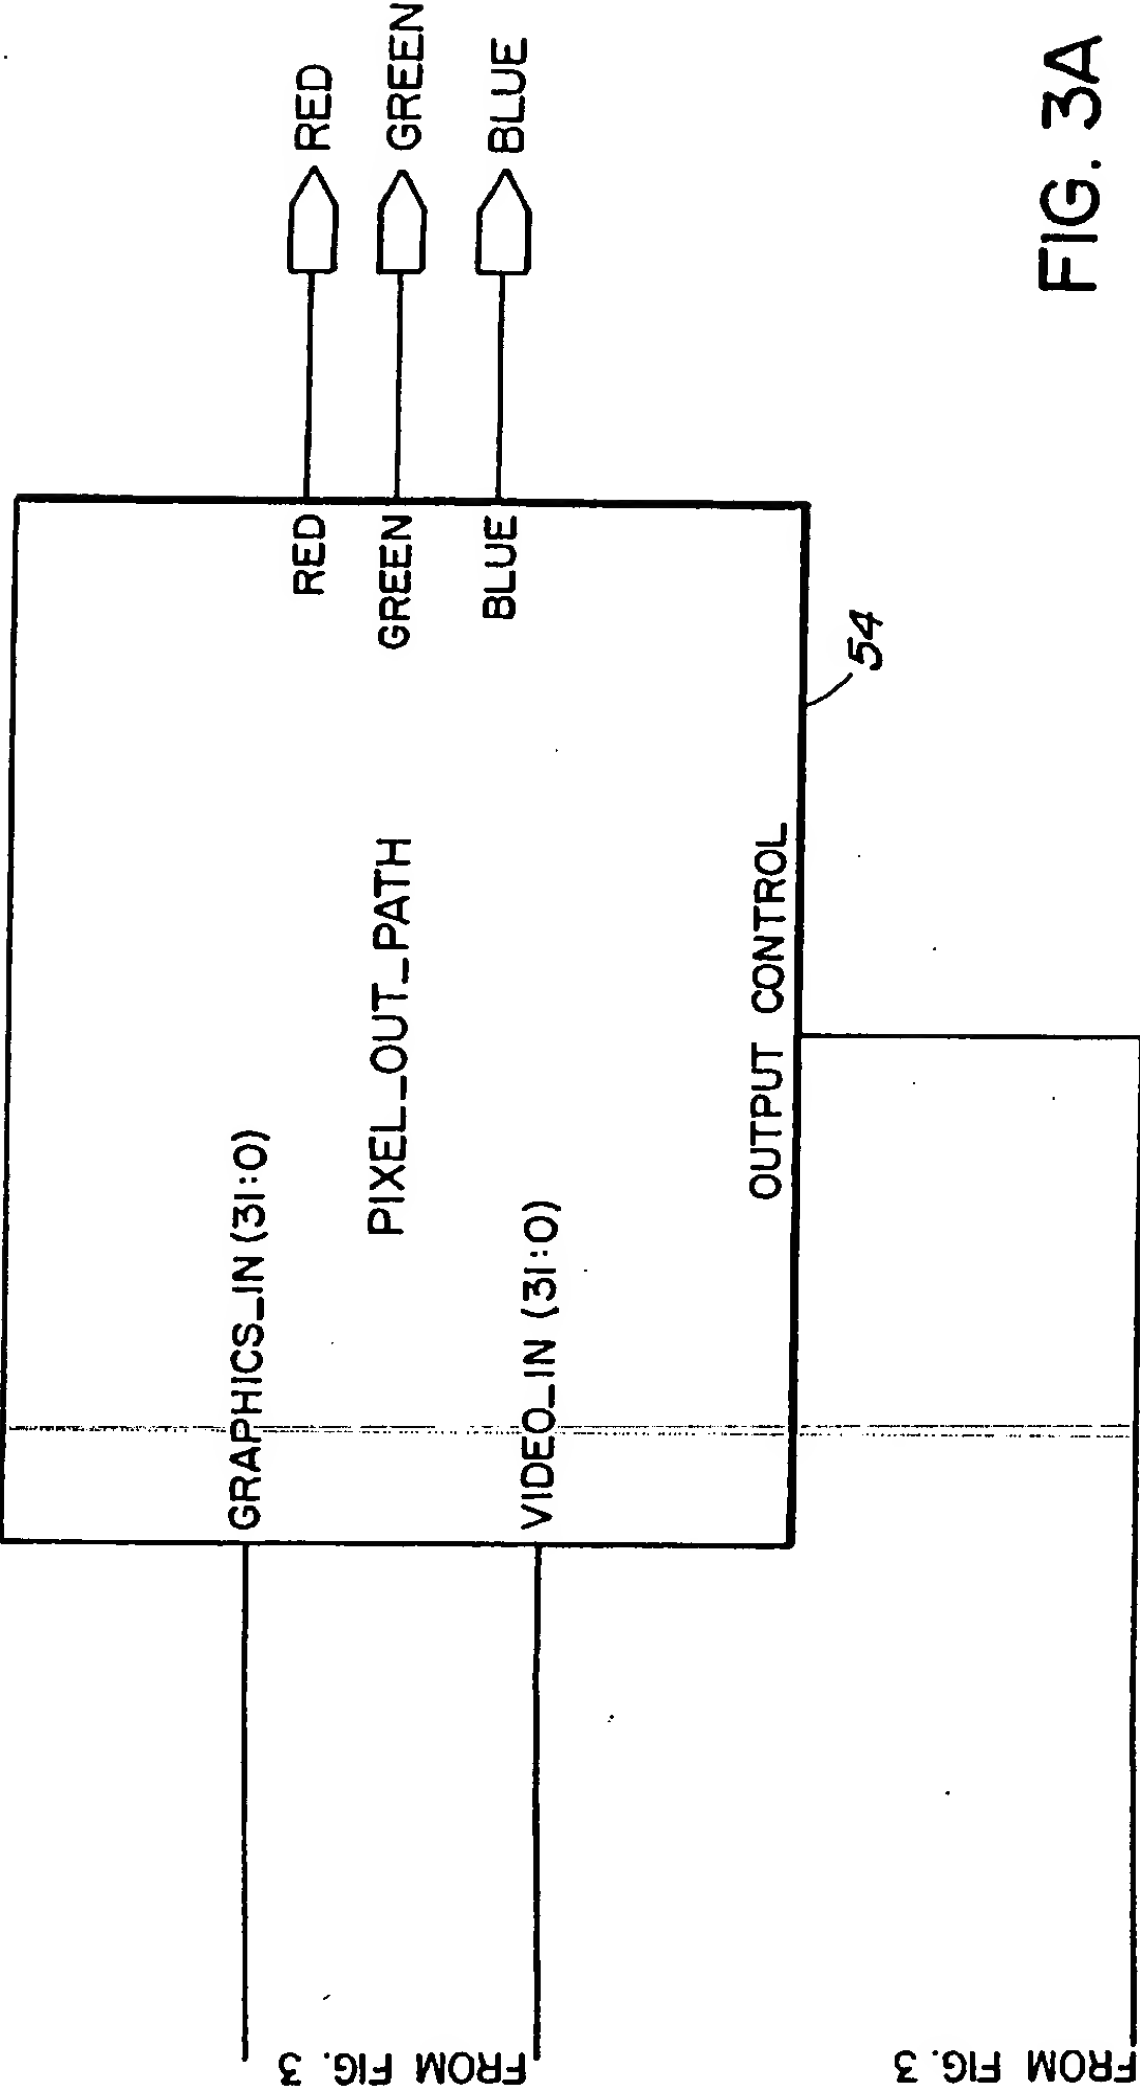 GRAPHICS_IN (31:0)
PIXEL_OUT_PATH
VIDEO_IN (31:0)
OUTPUT CONTROL
RED
GREEN
BLUE
RED
GREEN
BLUE
54
FROM FIG. 3
FROM FIG. 3
FIG. 3A